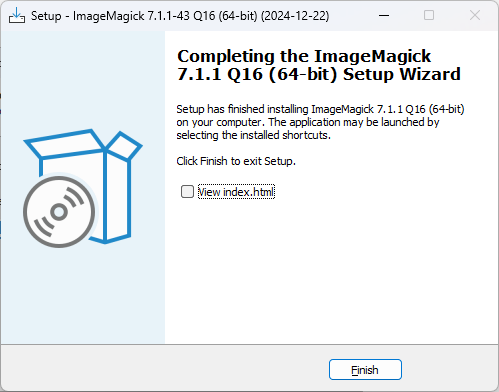 Setup - ImageMagick 7.1.1-43 Q16 (64-bit) (2024-12-22)
Completing the ImageMagick
7.1.1 Q16 (64-bit) Setup Wizard
Setup has finished installing ImageMagick 7.1.1 Q16 (64-bit)
on your computer. The application may be launched by
selecting the installed shortcuts.
Click Finish to exit Setup.
View index.html
Finish